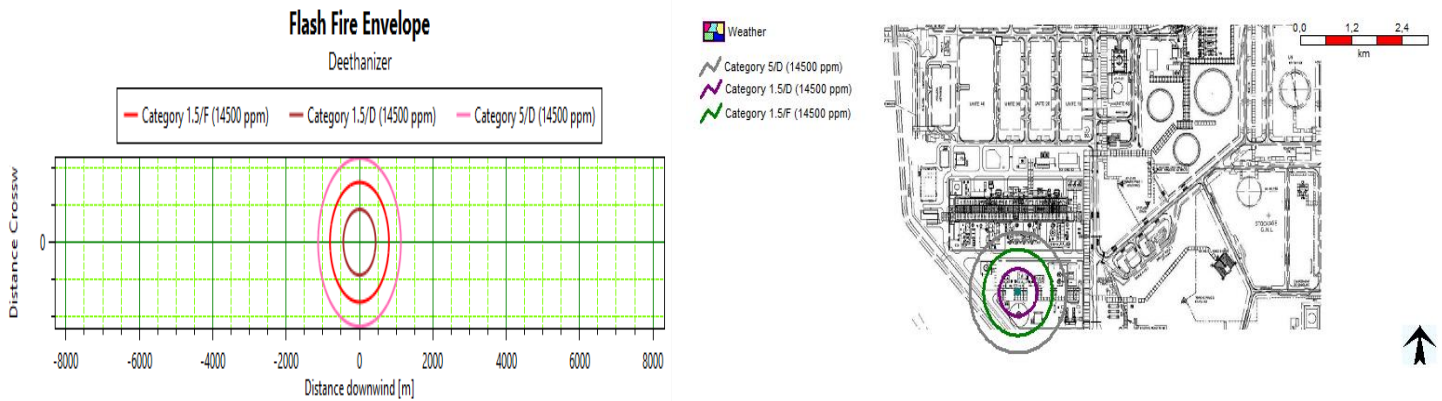 Flash Fire Envelope
Deethanizer
Category 1.5/F (14500 ppm)
Category 1.5/D (14500 ppm)
Category 5/D (14500 ppm)
Distance Crossw
0
-8000 -6000 -4000 -2000 0 2000 4000 6000 8000
Distance downwind [m]
Weather
Category 5/D (14500 ppm)
Category 1.5/D (14500 ppm)
Category 1.5/F (14500 ppm)
0,0 1,2 2,4
km
STOCKAGE
G.N.L